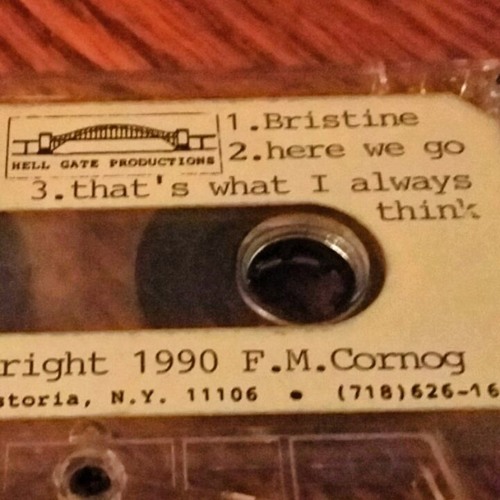 HELL GATE PRODUCTIONS
1.Bristine
2.here we go
3.that's what I always
think
right 1990 F.M.Cornog
storia, N.Y. 11106 • (718)626-16